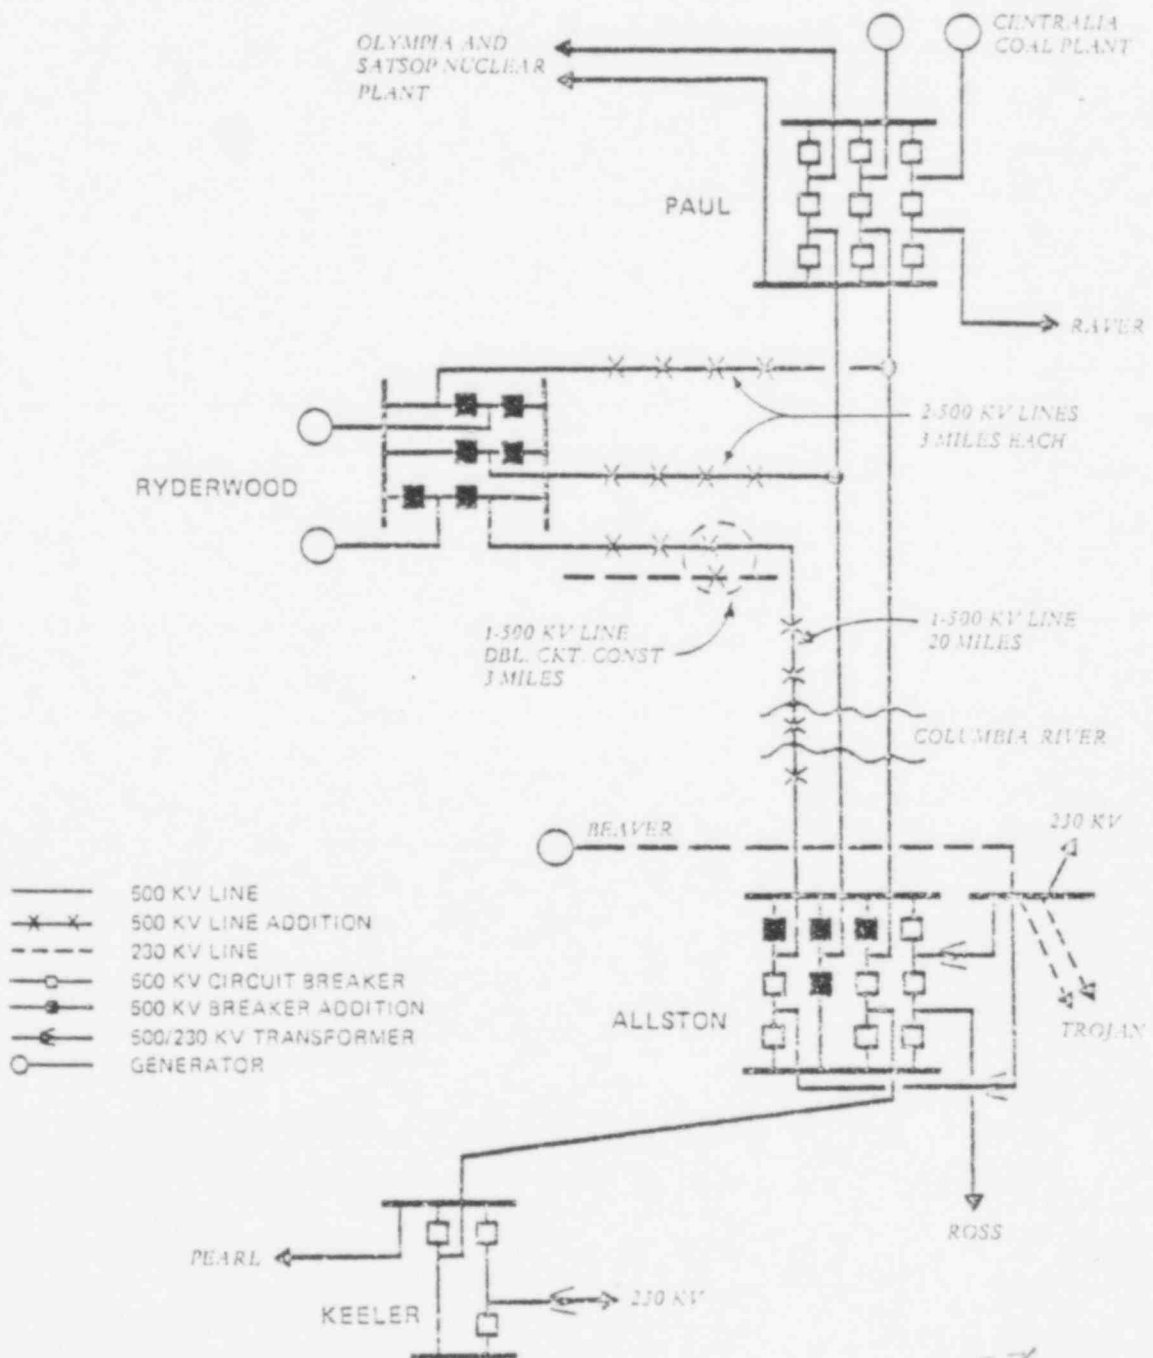 OLYMPIA AND
SATSOP NUCLEAR
PLANT
CENTRALIA
COAL PLANT
PAUL
RAVER
2-500 KV LINES
3 MILES EACH
RYDERWOOD
1-500 KV LINE
DBL. CKT. CONST
3 MILES
1-500 KV LINE
20 MILES
COLUMBIA RIVER
BEAVER
230 KV
500 KV LINE
500 KV LINE ADDITION
230 KV LINE
500 KV CIRCUIT BREAKER
500 KV BREAKER ADDITION
500/230 KV TRANSFORMER
GENERATOR
ALLSTON
TROJAN
ROSS
PEARL
230 KV
KEELER